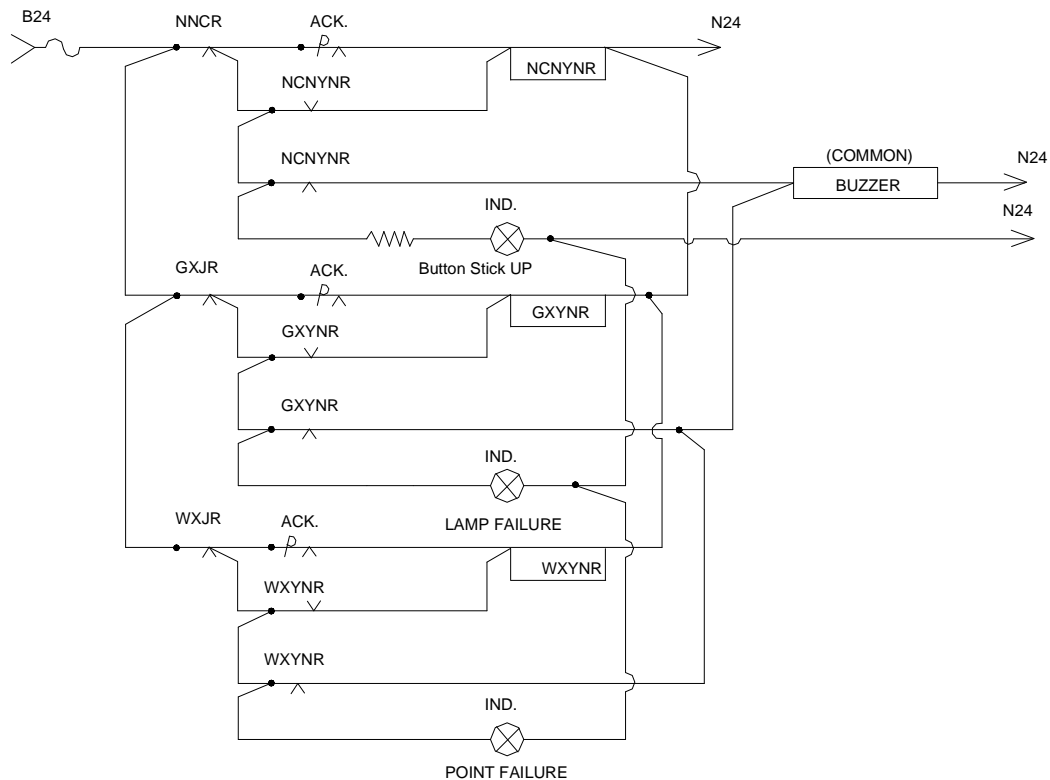 B24
NNCR
ACK.
N24
NCNYNR
NCNYNR
NCNYNR
(COMMON)
BUZZER
N24
IND.
N24
Button Stick UP
GXJR
ACK.
GXYNR
GXYNR
GXYNR
IND.
LAMP FAILURE
WXJR
ACK.
WXYNR
WXYNR
WXYNR
IND.
POINT FAILURE